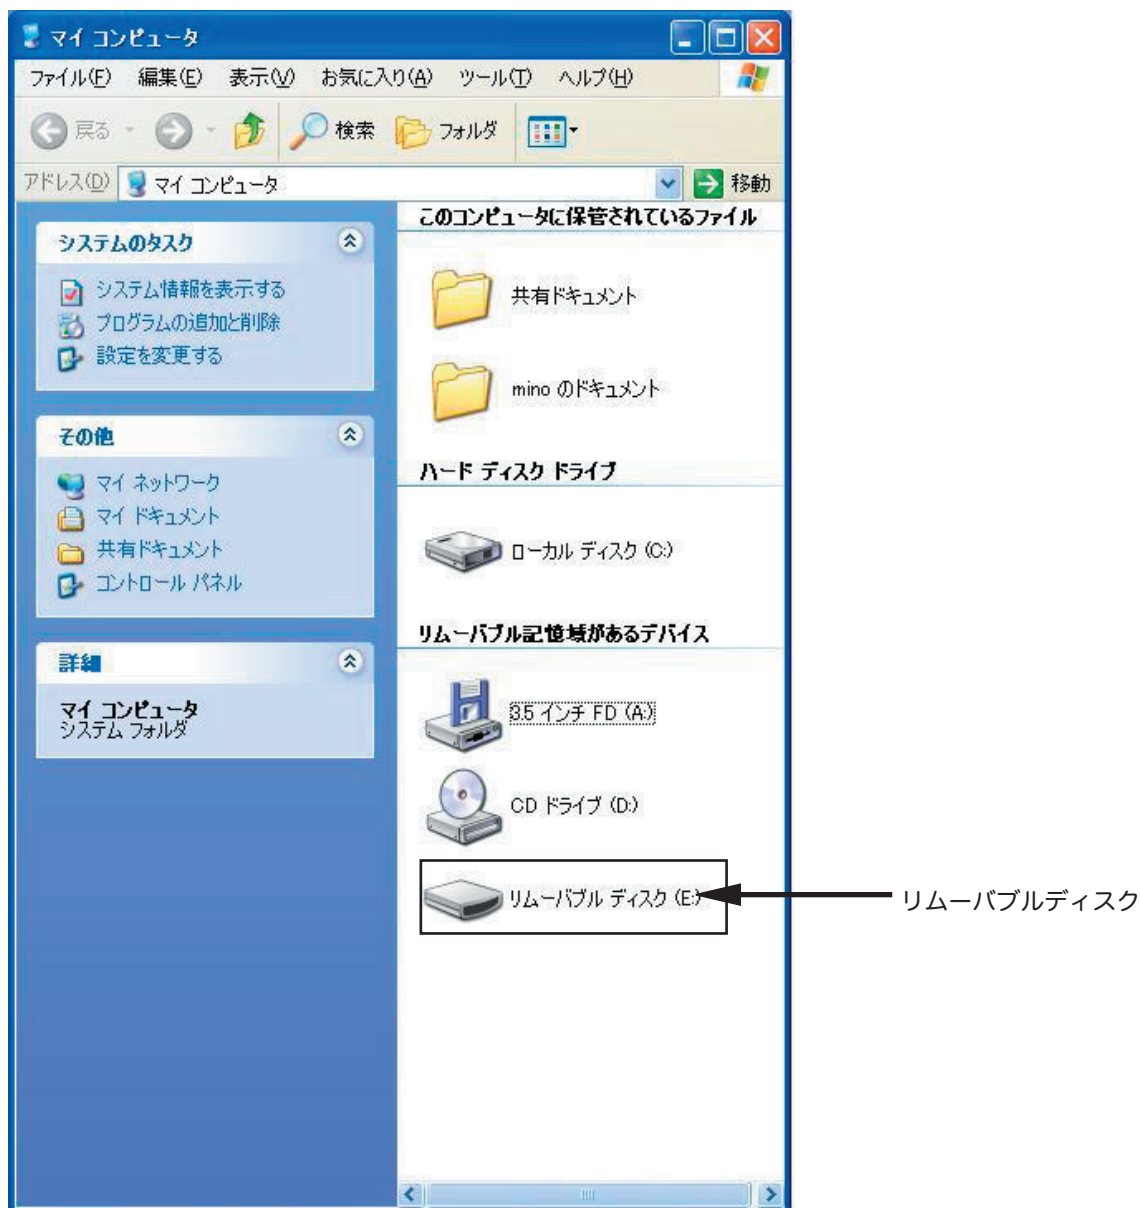 マイ コンピュータ
ファイル(F) 編集(E) 表示(V) お気に入り(A) ツール(T) ヘルプ(H)
戻る 検索 フォルダ
アドレス(D) マイ コンピュータ 移動
システムのタスク
システム情報を表示する
プログラムの追加と削除
設定を変更する
その他
マイ ネットワーク
マイ ドキュメント
共有ドキュメント
コントロール パネル
詳細
マイ コンピュータ
システム フォルダ
このコンピュータに保管されているファイル
共有ドキュメント
mino のドキュメント
ハード ディスク ドライブ
ローカル ディスク (C:)
リムーバブル記憶域があるデバイス
3.5 インチ FD (A:)
CD ドライブ (D:)
リムーバブル ディスク (E:)
リムーバブルディスク